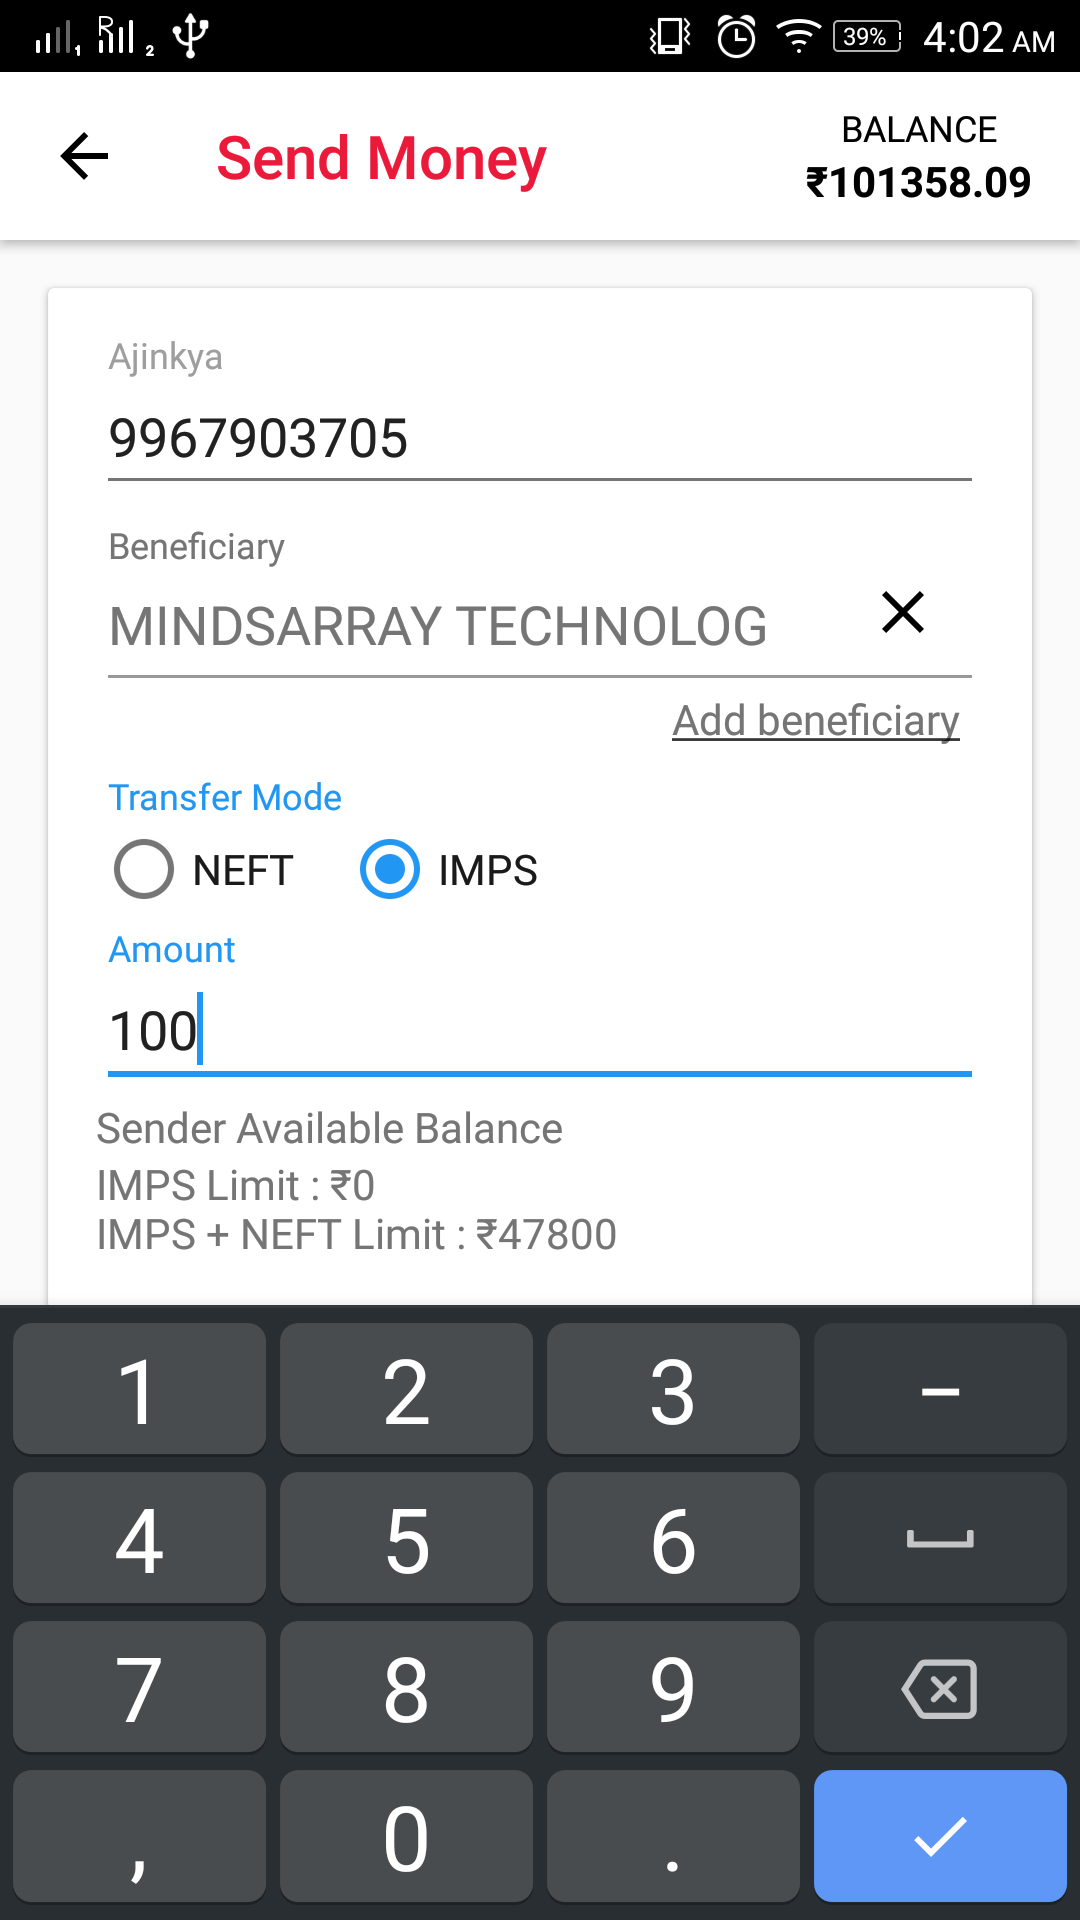 1 R 2 39% 4:02 AM
Send Money
BALANCE
₹101358.09
Ajinkya
9967903705
Beneficiary
MINDSARRAY TECHNOLOG
Add beneficiary
Transfer Mode
NEFT IMPS
Amount
100
Sender Available Balance
IMPS Limit : ₹0
IMPS + NEFT Limit : ₹47800
1 2 3 –
4 5 6
7 8 9
, 0 .